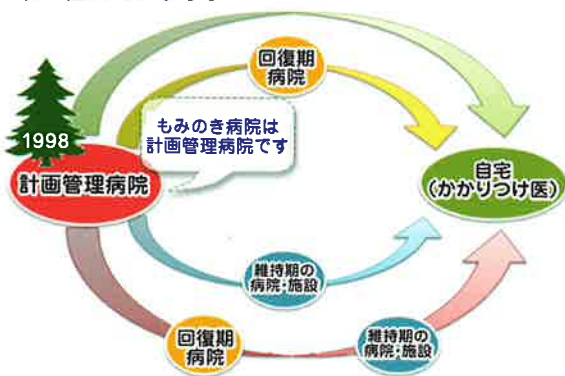 回復期
病院
もみのき病院は
計画管理病院です
1998
計画管理病院
自宅
(かかりつけ医)
維持期の
病院・施設
回復期
病院
維持期の
病院・施設